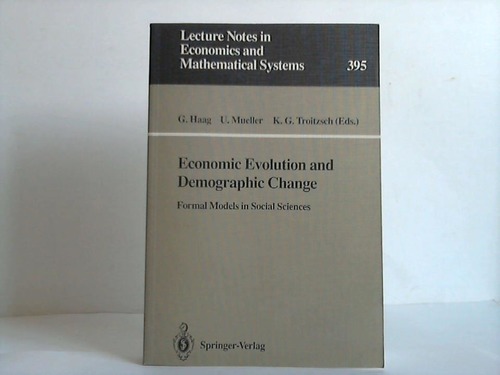 Lecture Notes in
Economics and
Mathematical Systems 395
G. Haag U. Mueller K. G. Troitzsch (Eds.)
Economic Evolution and
Demographic Change
Formal Models in Social Sciences
Springer-Verlag